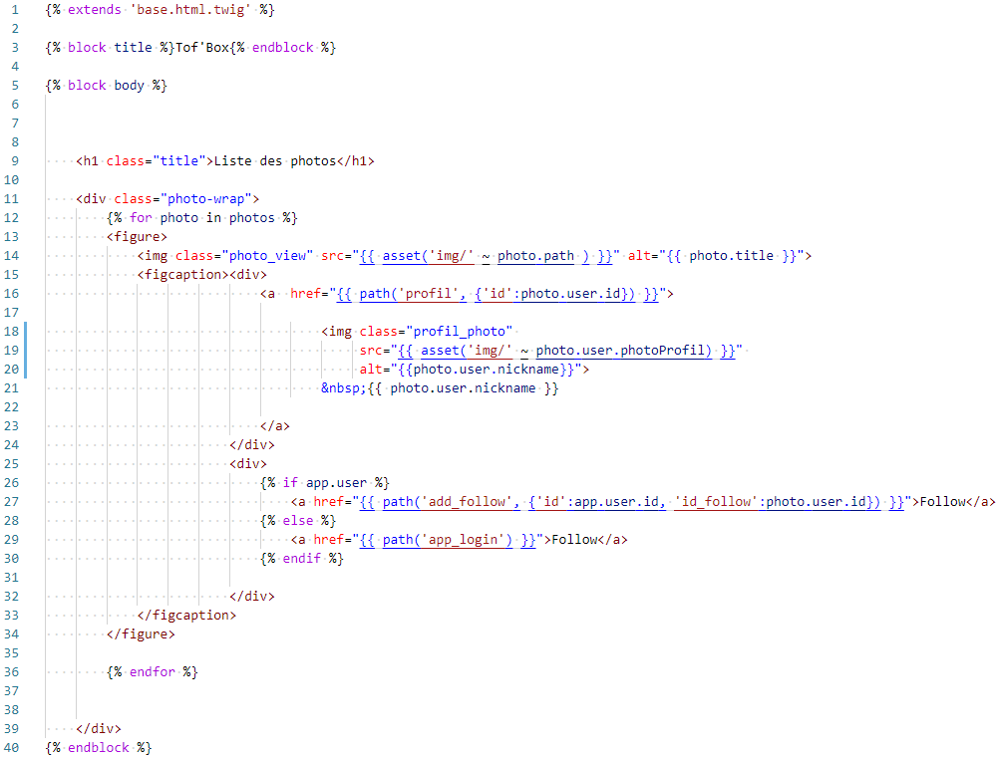 1 {% extends 'base.html.twig' %}
2
3 {% block title %}Tof'Box{% endblock %}
4
5 {% block body %}
6
7
8
9     <h1 class="title">Liste des photos</h1>
10
11     <div class="photo-wrap">
12         {% for photo in photos %}
13         <figure>
14             <img class="photo_view" src="{{ asset('img/' ~ photo.path ) }}" alt="{{ photo.title }}">
15             <figcaption><div>
16                             <a  href="{{ path('profil', {'id':photo.user.id}) }}">
17
18                                     <img class="profil_photo"
19                                          src="{{ asset('img/' ~ photo.user.photoProfil) }}"
20                                          alt="{{photo.user.nickname}}">
21                                     &nbsp;{{ photo.user.nickname }}
22
23                             </a>
24                         </div>
25                         <div>
26                             {% if app.user %}
27                                 <a href="{{ path('add_follow', {'id':app.user.id, 'id_follow':photo.user.id}) }}">Follow</a>
28                             {% else %}
29                                 <a href="{{ path('app_login') }}">Follow</a>
30                             {% endif %}
31
32                         </div>
33             </figcaption>
34         </figure>
35
36         {% endfor %}
37
38
39     </div>
40 {% endblock %}